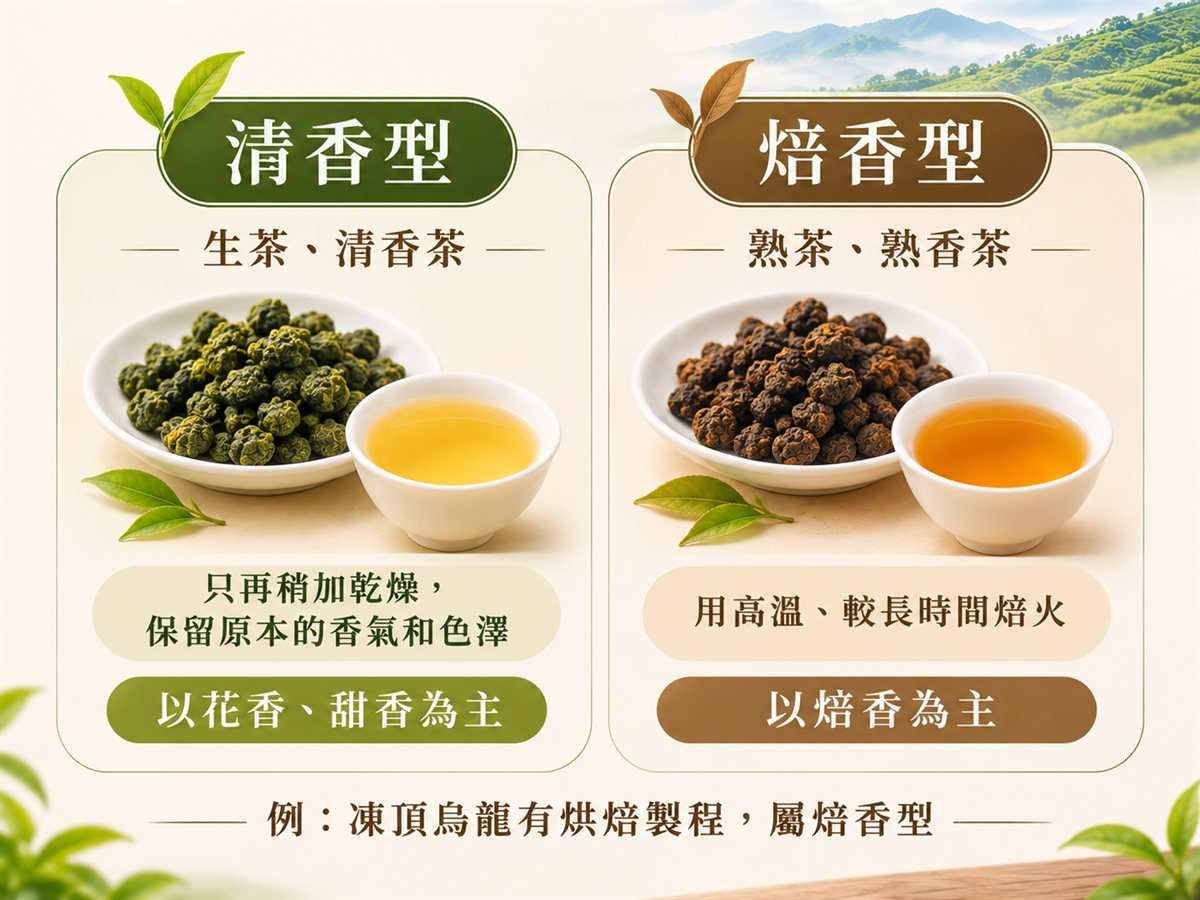 清香型
生茶、清香茶
只再稍加乾燥，
保留原本的香氣和色澤
以花香、甜香為主
焙香型
熟茶、熟香茶
用高溫、較長時間焙火
以焙香為主
例：凍頂烏龍有烘焙製程，屬焙香型